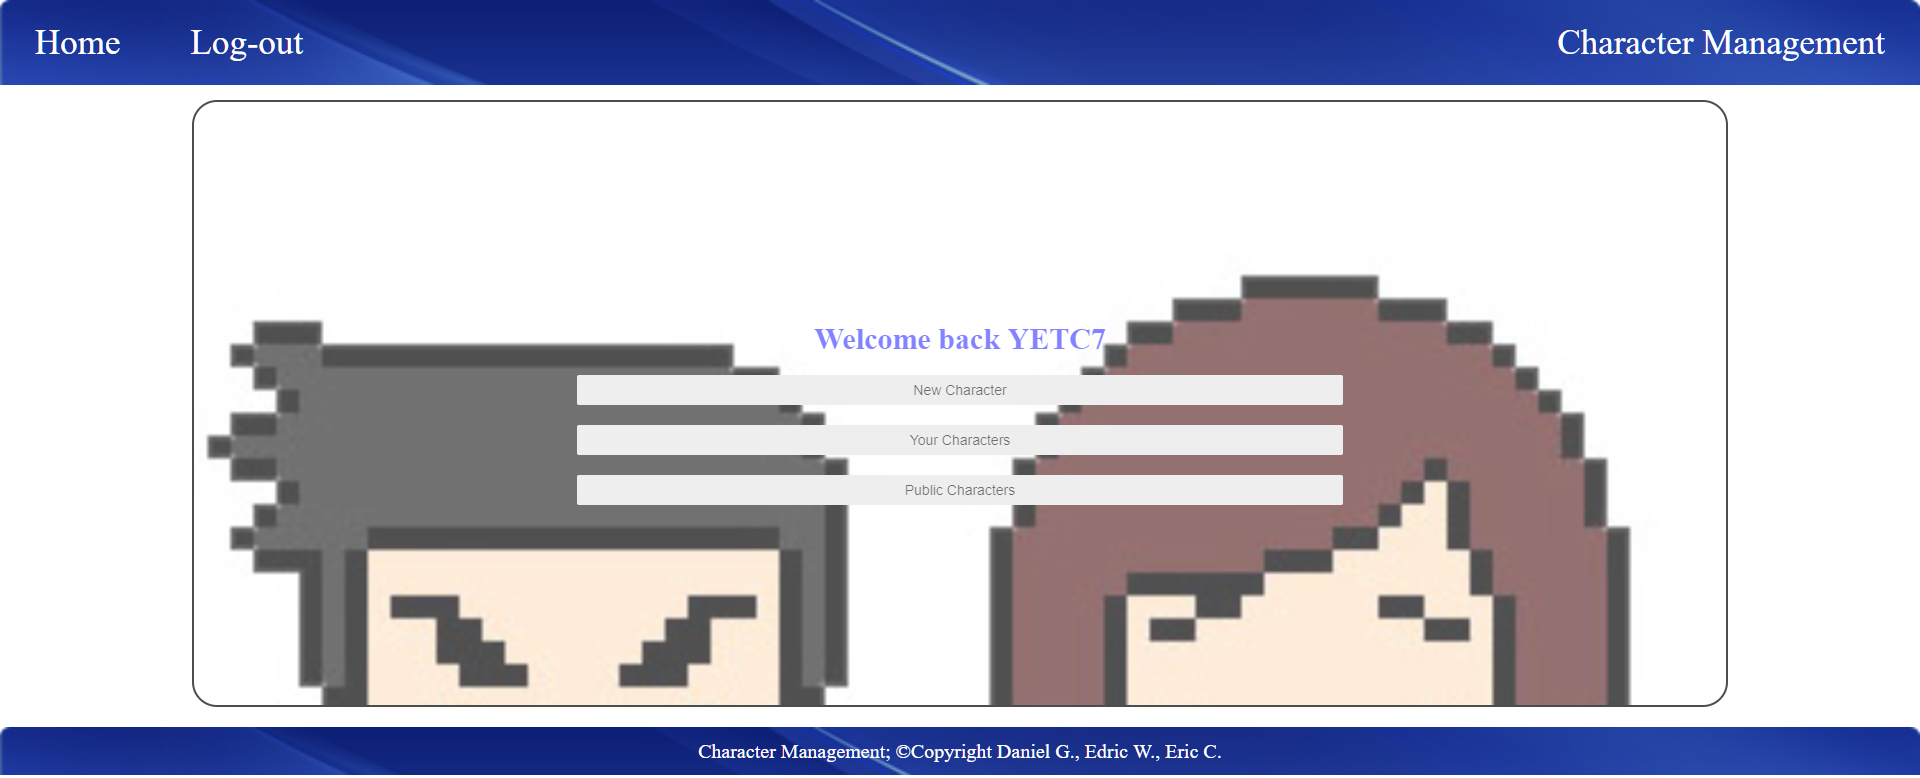 Home Log-out Character Management
Welcome back YETC7
New Character
Your Characters
Public Characters
Character Management; ©Copyright Daniel G., Edric W., Eric C.